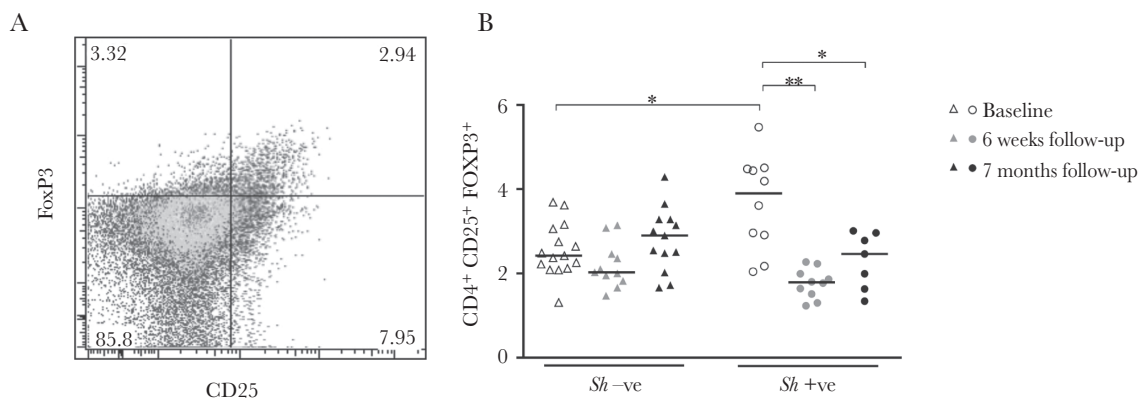 A
3.32
2.94
FoxP3
85.8
7.95
CD25
B
*
**
*
6
4
2
0
CD4+ CD25+ FOXP3+
Sh –ve
Sh +ve
Baseline
6 weeks follow-up
7 months follow-up